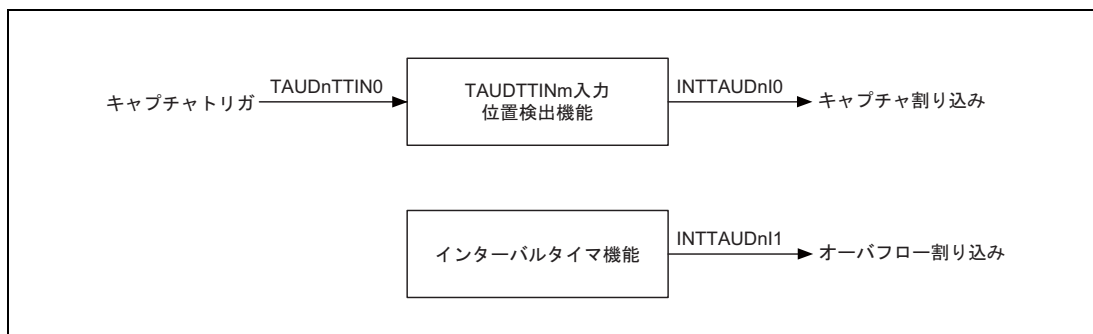 キャプチャトリガ
TAUDnTTIN0
TAUDTTINm入力
位置検出機能
INTTAUDnI0
キャプチャ割り込み
インターバルタイマ機能
INTTAUDnI1
オーバフロー割り込み